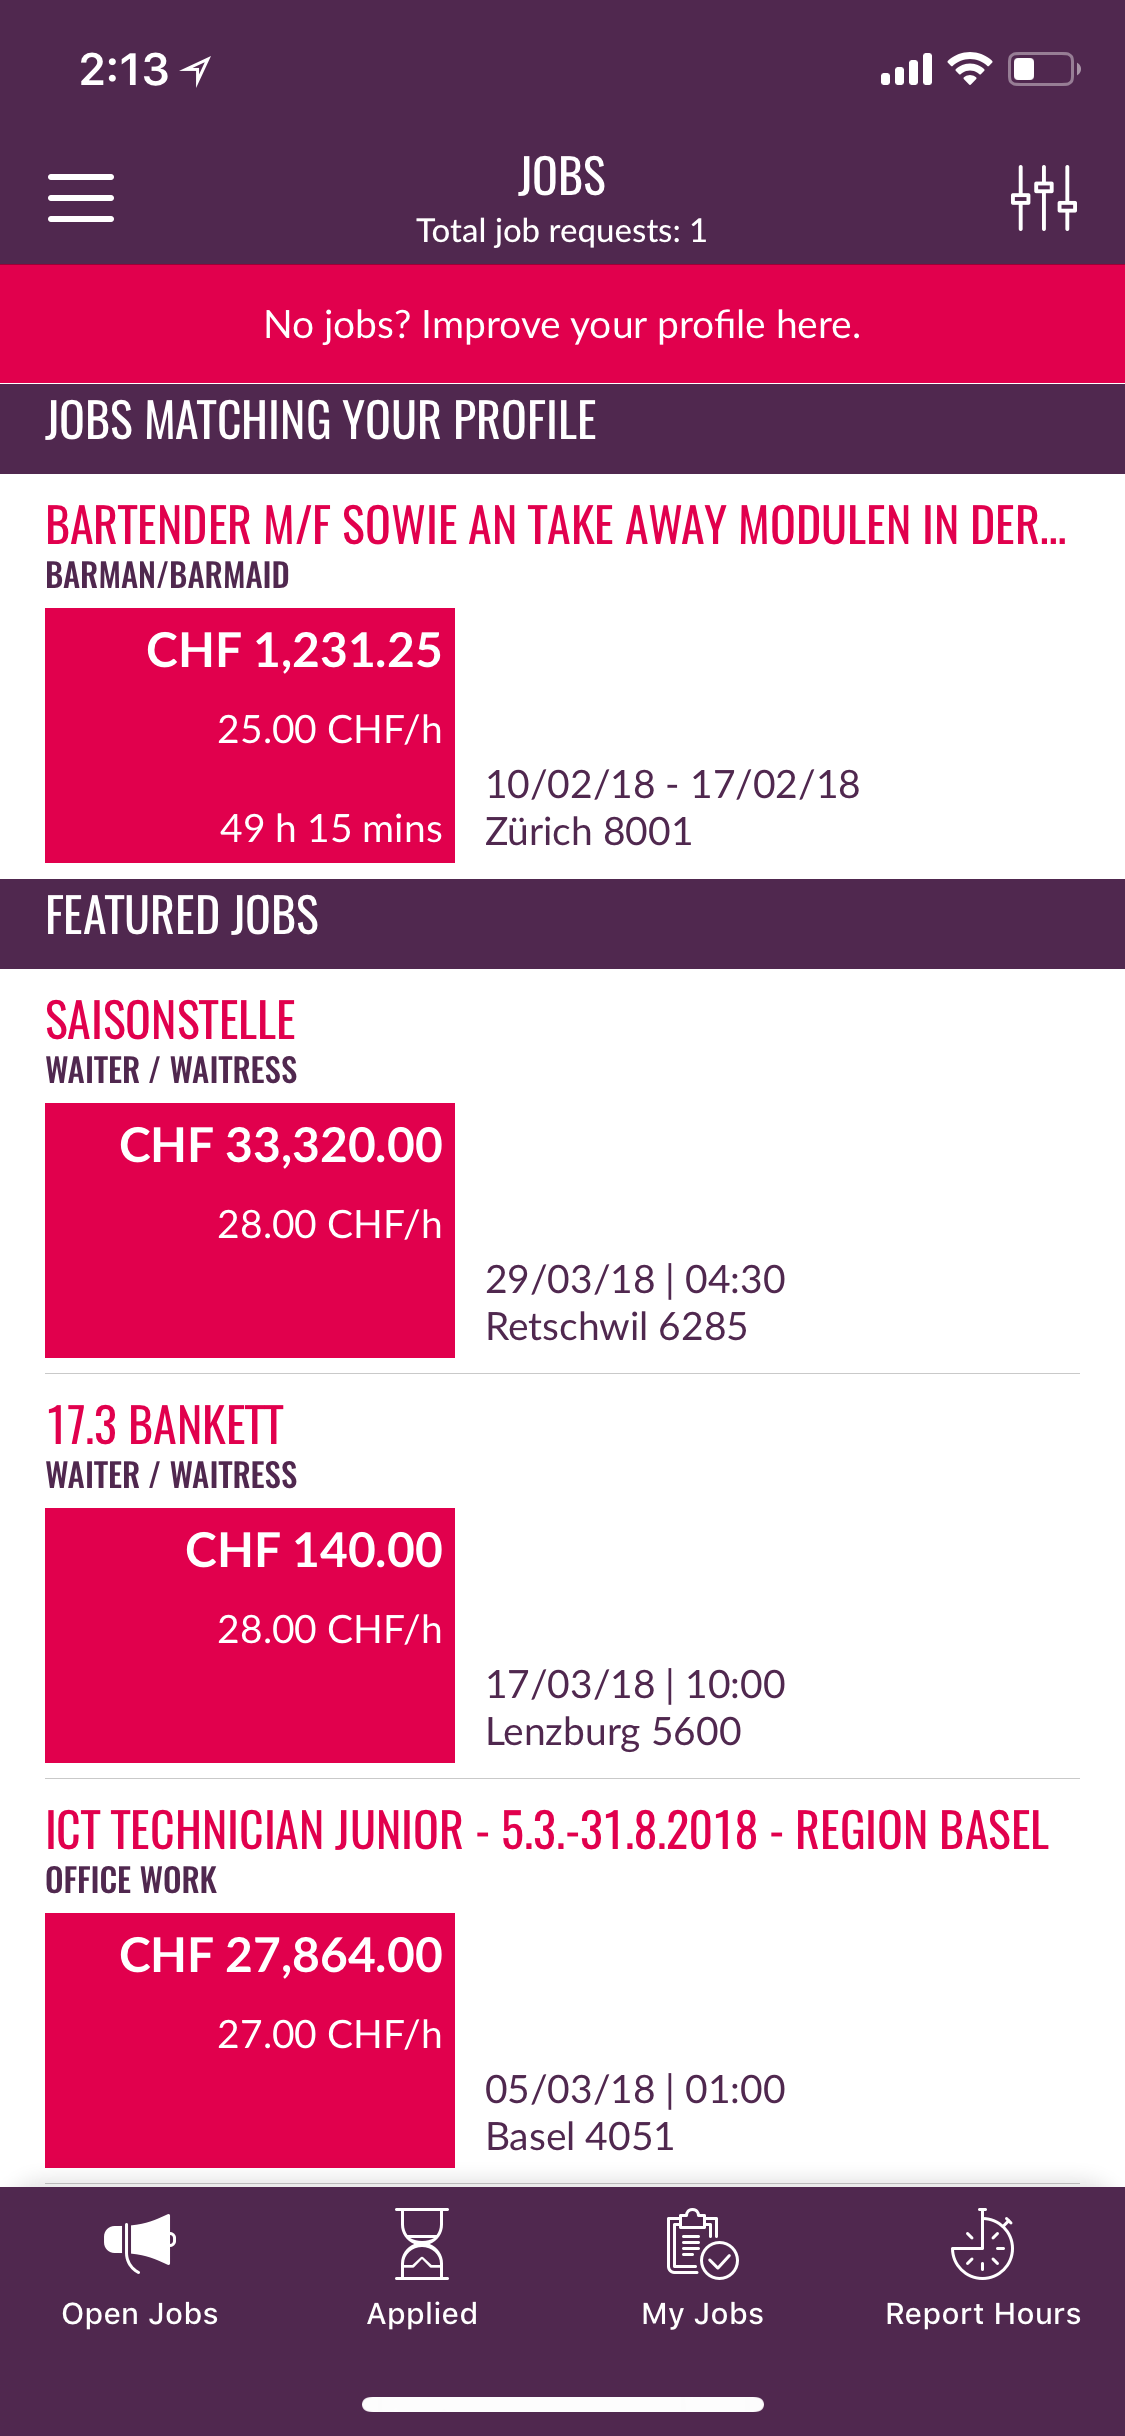 2:13
JOBS
Total job requests: 1
No jobs? Improve your profile here.
JOBS MATCHING YOUR PROFILE
BARTENDER M/F SOWIE AN TAKE AWAY MODULEN IN DER...
BARMAN/BARMAID
CHF 1,231.25
25.00 CHF/h
49 h 15 mins
10/02/18 - 17/02/18
Zürich 8001
FEATURED JOBS
SAISONSTELLE
WAITER / WAITRESS
CHF 33,320.00
28.00 CHF/h
29/03/18 | 04:30
Retschwil 6285
17.3 BANKETT
WAITER / WAITRESS
CHF 140.00
28.00 CHF/h
17/03/18 | 10:00
Lenzburg 5600
ICT TECHNICIAN JUNIOR - 5.3.-31.8.2018 - REGION BASEL
OFFICE WORK
CHF 27,864.00
27.00 CHF/h
05/03/18 | 01:00
Basel 4051
Open Jobs
Applied
My Jobs
Report Hours